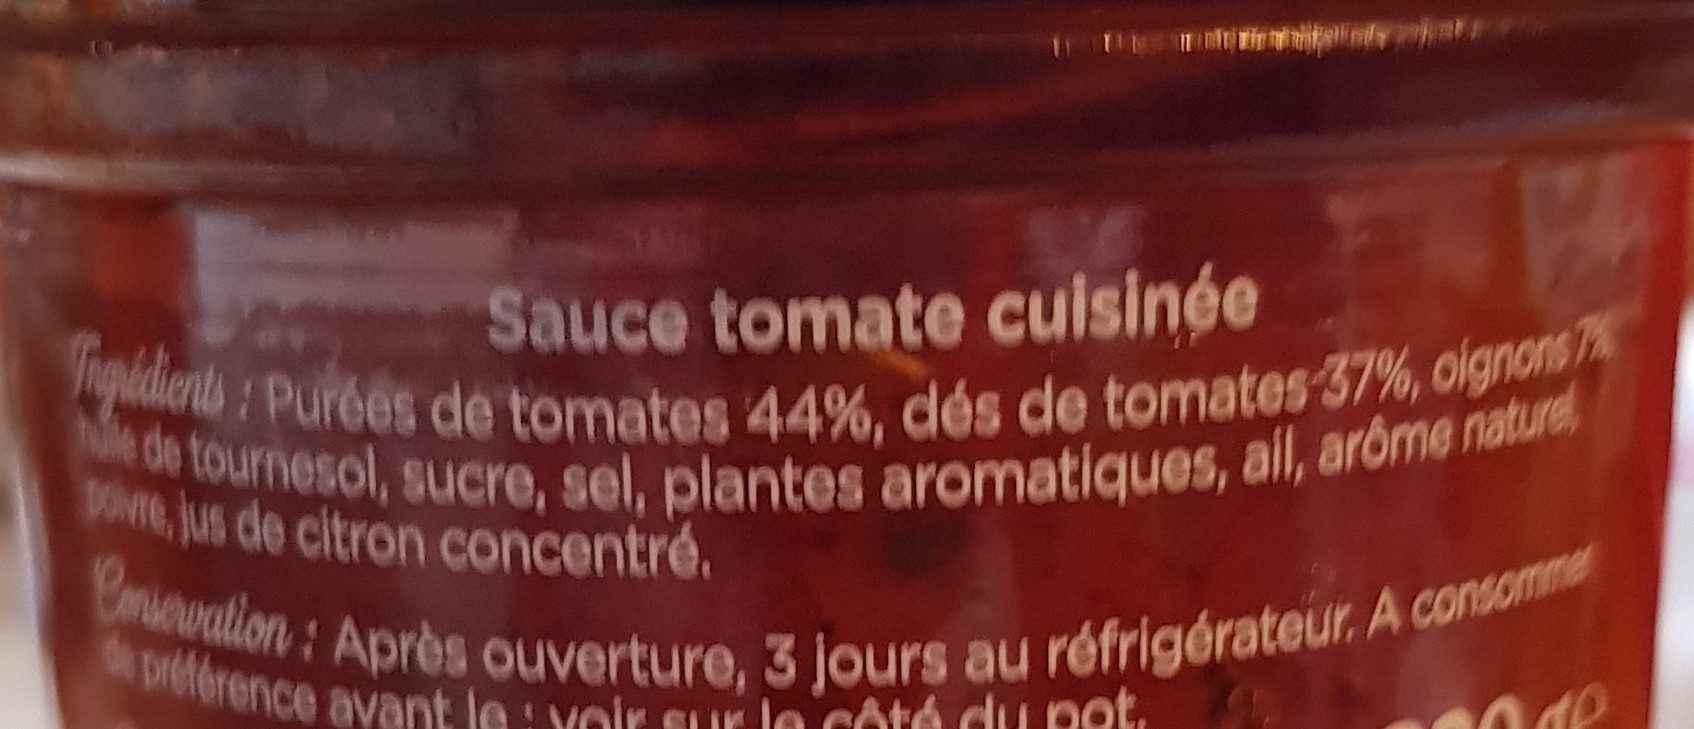 Sauce tomate cuisinée
Ingrédients : Purées de tomates 44%, dés de tomates 37%, oignons 7%
huile de tournesol, sucre, sel, plantes aromatiques, ail, arôme naturel,
poivre, jus de citron concentré.
Conservation : Après ouverture, 3 jours au réfrigérateur. A consommer
de préférence avant le : voir sur le côté du pot.